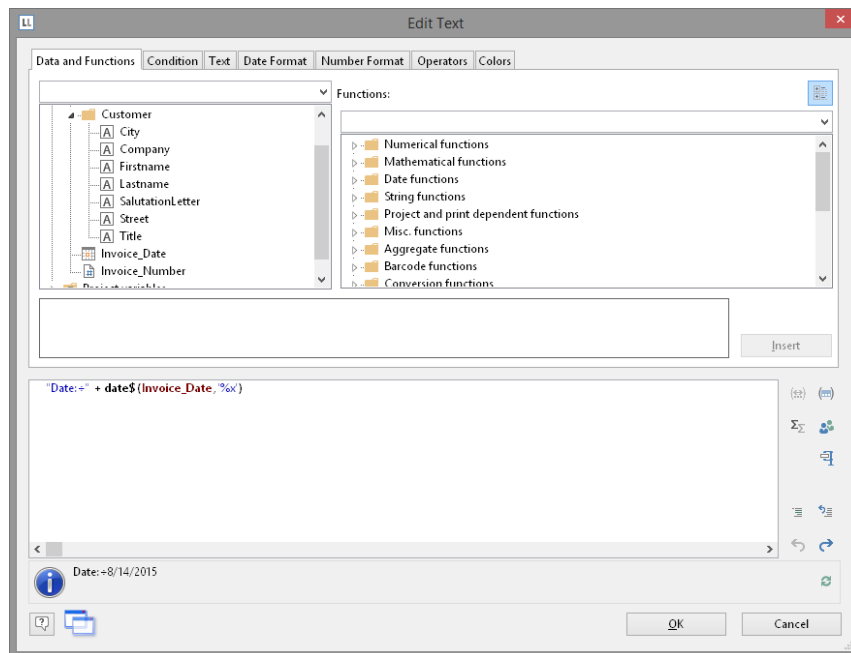 LL
Edit Text
Data and Functions Condition Text Date Format Number Format Operators Colors
Functions:
Customer
A City
A Company
A Firstname
A Lastname
A SalutationLetter
A Street
A Title
Invoice_Date
# Invoice_Number
Project variables
Numerical functions
Mathematical functions
Date functions
String functions
Project and print dependent functions
Misc. functions
Aggregate functions
Barcode functions
Conversion functions
Insert
"Date:÷" + date$(Invoice_Date,'%x')
Date:÷8/14/2015
OK
Cancel